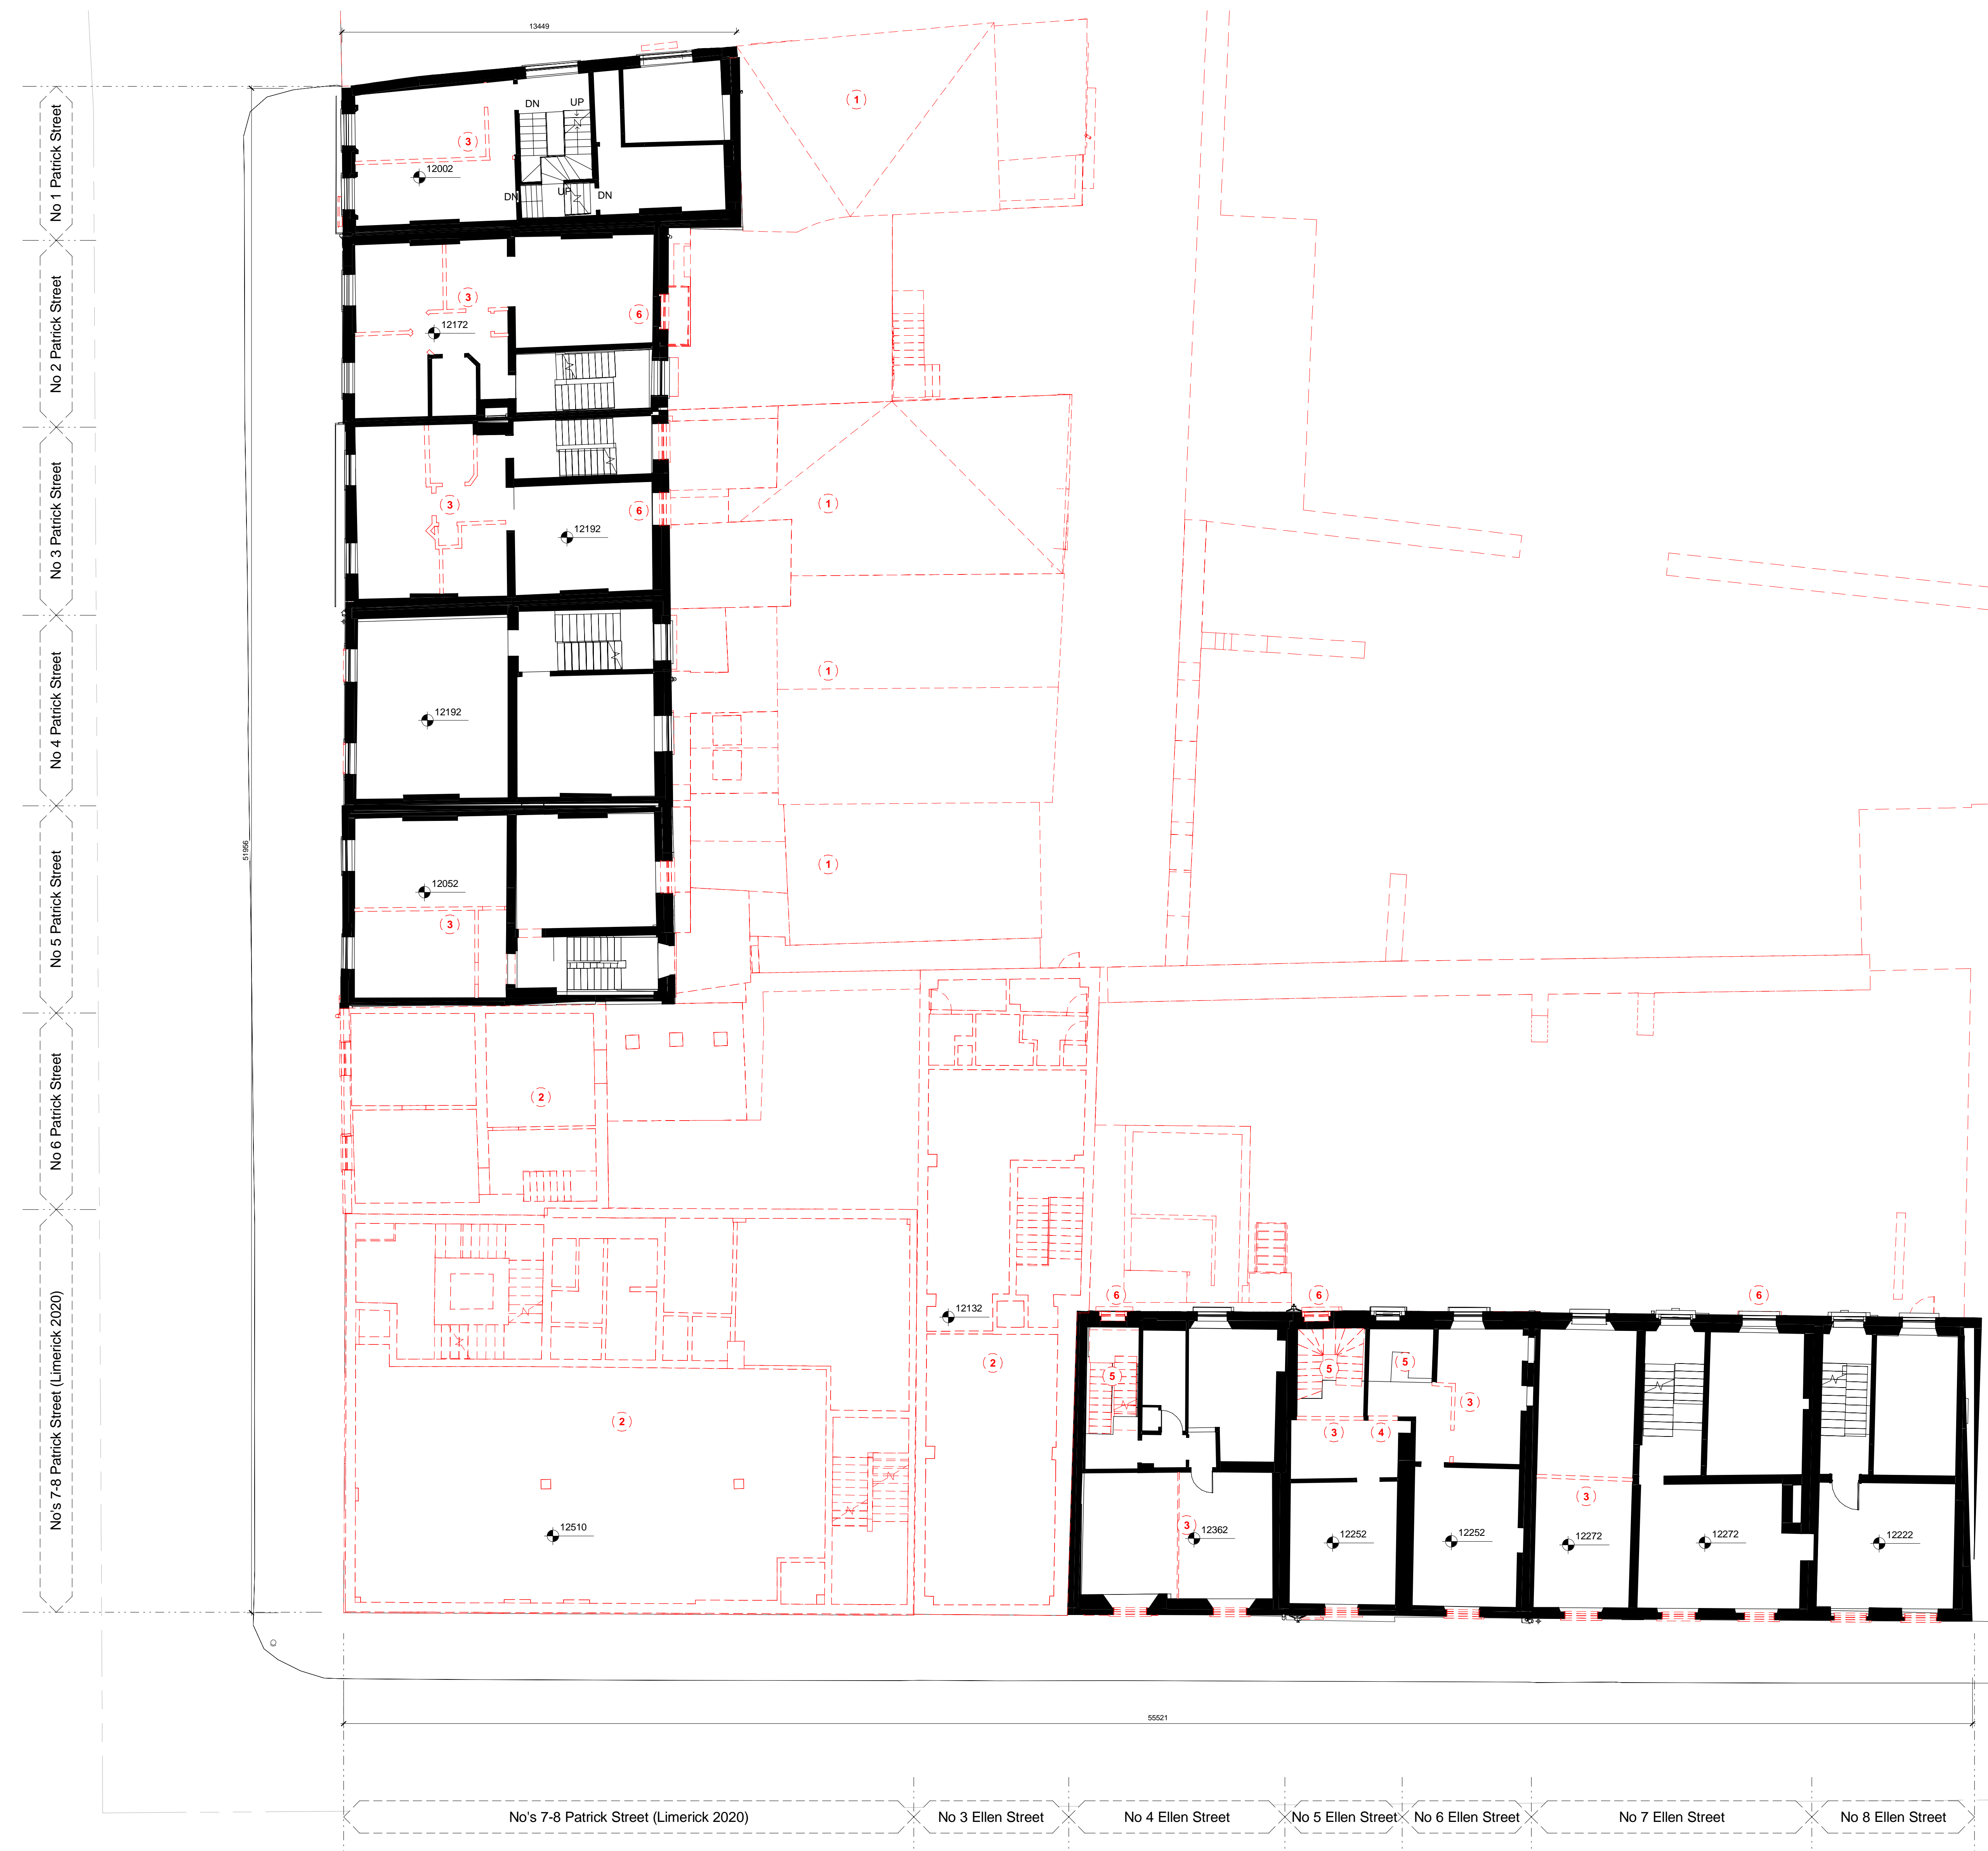 13449
No 1 Patrick Street
1
DN
UP
3
12002
DN
UP
DN
No 2 Patrick Street
3
6
12172
No 3 Patrick Street
3
6
1
12192
No 4 Patrick Street
1
12192
51956
No 5 Patrick Street
1
12052
3
No 6 Patrick Street
2
No's 7-8 Patrick Street (Limerick 2020)
6
6
6
12132
2
5
5
5
3
2
3
4
3
3
12510
12362
12252
12252
12272
12272
12222
55521
No's 7-8 Patrick Street (Limerick 2020)
No 3 Ellen Street
No 4 Ellen Street
No 5 Ellen Street
No 6 Ellen Street
No 7 Ellen Street
No 8 Ellen Street